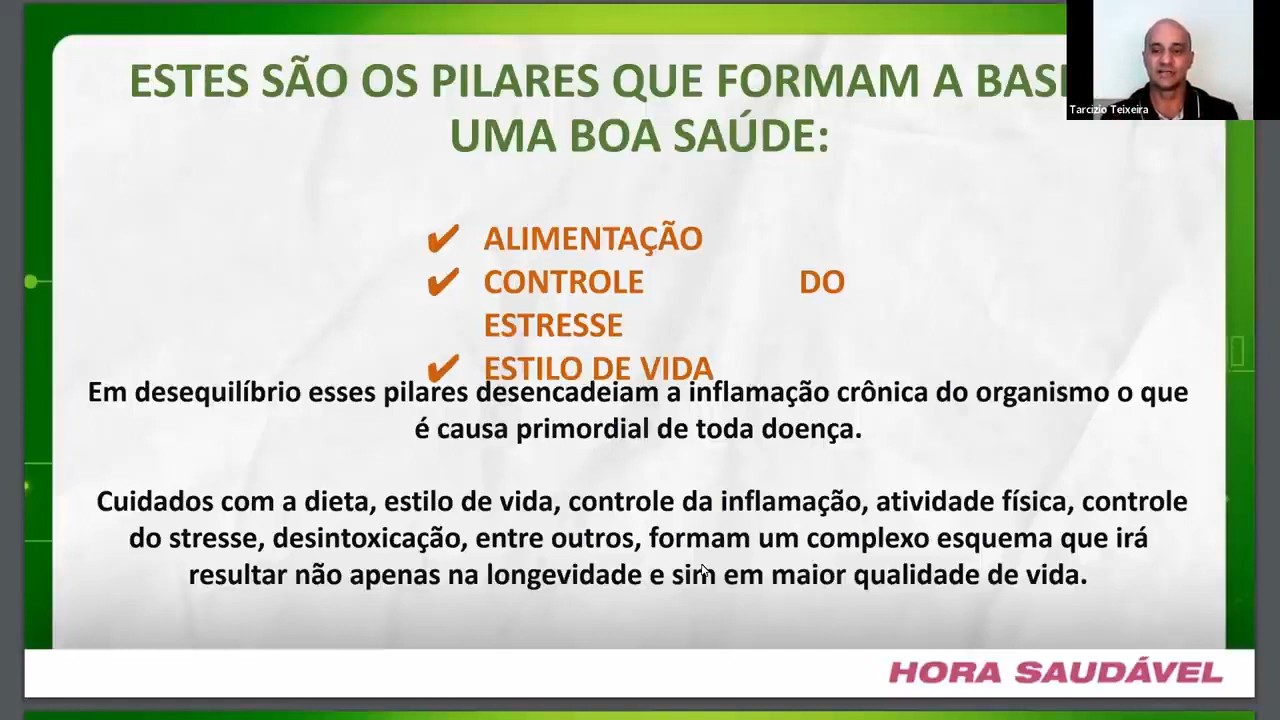 ESTES SÃO OS PILARES QUE FORMAM A BAS
UMA BOA SAÚDE:
Tarcizio Teixeira
✔ ALIMENTAÇÃO
✔ CONTROLE DO
ESTRESSE
✔ ESTILO DE VIDA
Em desequilíbrio esses pilares desencadeiam a inflamação crônica do organismo o que
é causa primordial de toda doença.
Cuidados com a dieta, estilo de vida, controle da inflamação, atividade física, controle
do stresse, desintoxicação, entre outros, formam um complexo esquema que irá
resultar não apenas na longevidade e sim em maior qualidade de vida.
HORA SAUDÁVEL